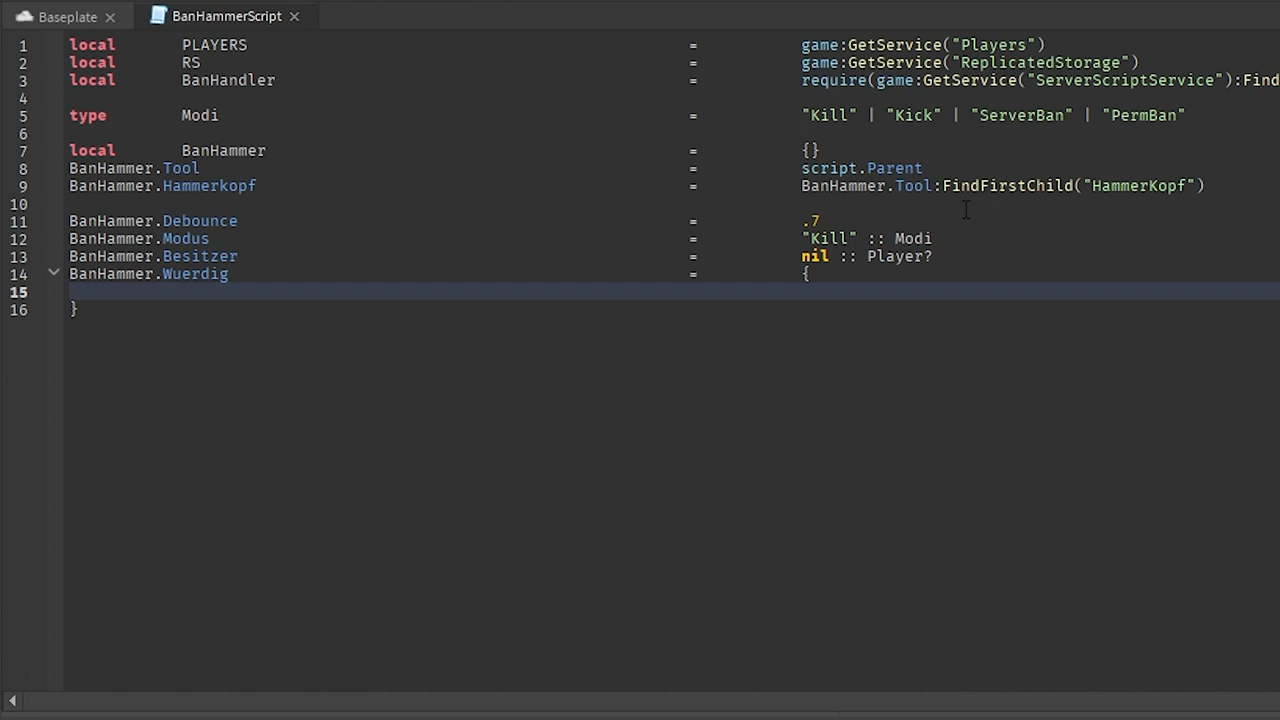 Baseplate
BanHammerScript
1 local PLAYERS = game:GetService("Players")
2 local RS = game:GetService("ReplicatedStorage")
3 local BanHandler = require(game:GetService("ServerScriptService"):Find
4
5 type Modi = "Kill" | "Kick" | "ServerBan" | "PermBan"
6
7 local BanHammer = {}
8 BanHammer.Tool = script.Parent
9 BanHammer.Hammerkopf = BanHammer.Tool:FindFirstChild("HammerKopf")
10
11 BanHammer.Debounce = .7
12 BanHammer.Modus = "Kill" :: Modi
13 BanHammer.Besitzer = nil :: Player?
14 BanHammer.Wuerdig = {
15
16 }